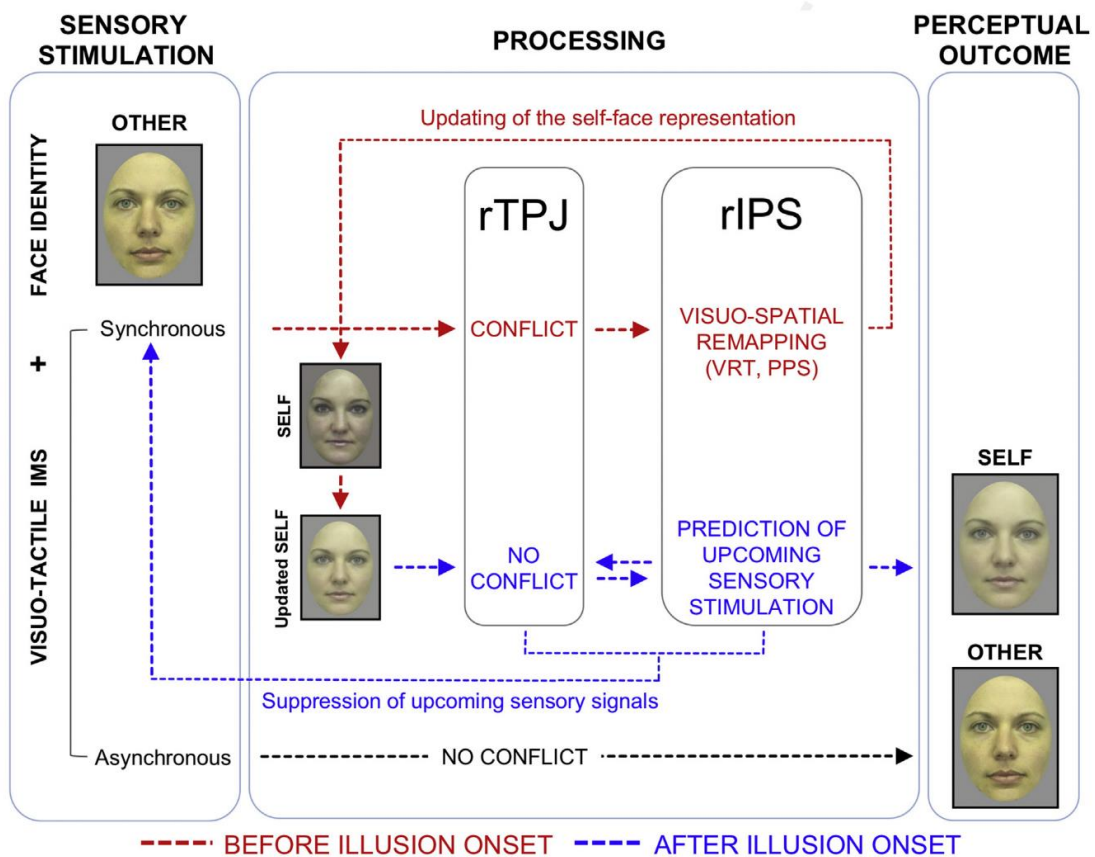 SENSORY
STIMULATION
PROCESSING
PERCEPTUAL
OUTCOME
FACE IDENTITY
+
VISUO-TACTILE IMS
OTHER
Synchronous
Asynchronous
Updating of the self-face representation
rTPJ
rIPS
CONFLICT
VISUO-SPATIAL
REMAPPING
(VRT, PPS)
SELF
Updated SELF
NO
CONFLICT
PREDICTION OF
UPCOMING
SENSORY
STIMULATION
Suppression of upcoming sensory signals
NO CONFLICT
SELF
OTHER
BEFORE ILLUSION ONSET
AFTER ILLUSION ONSET